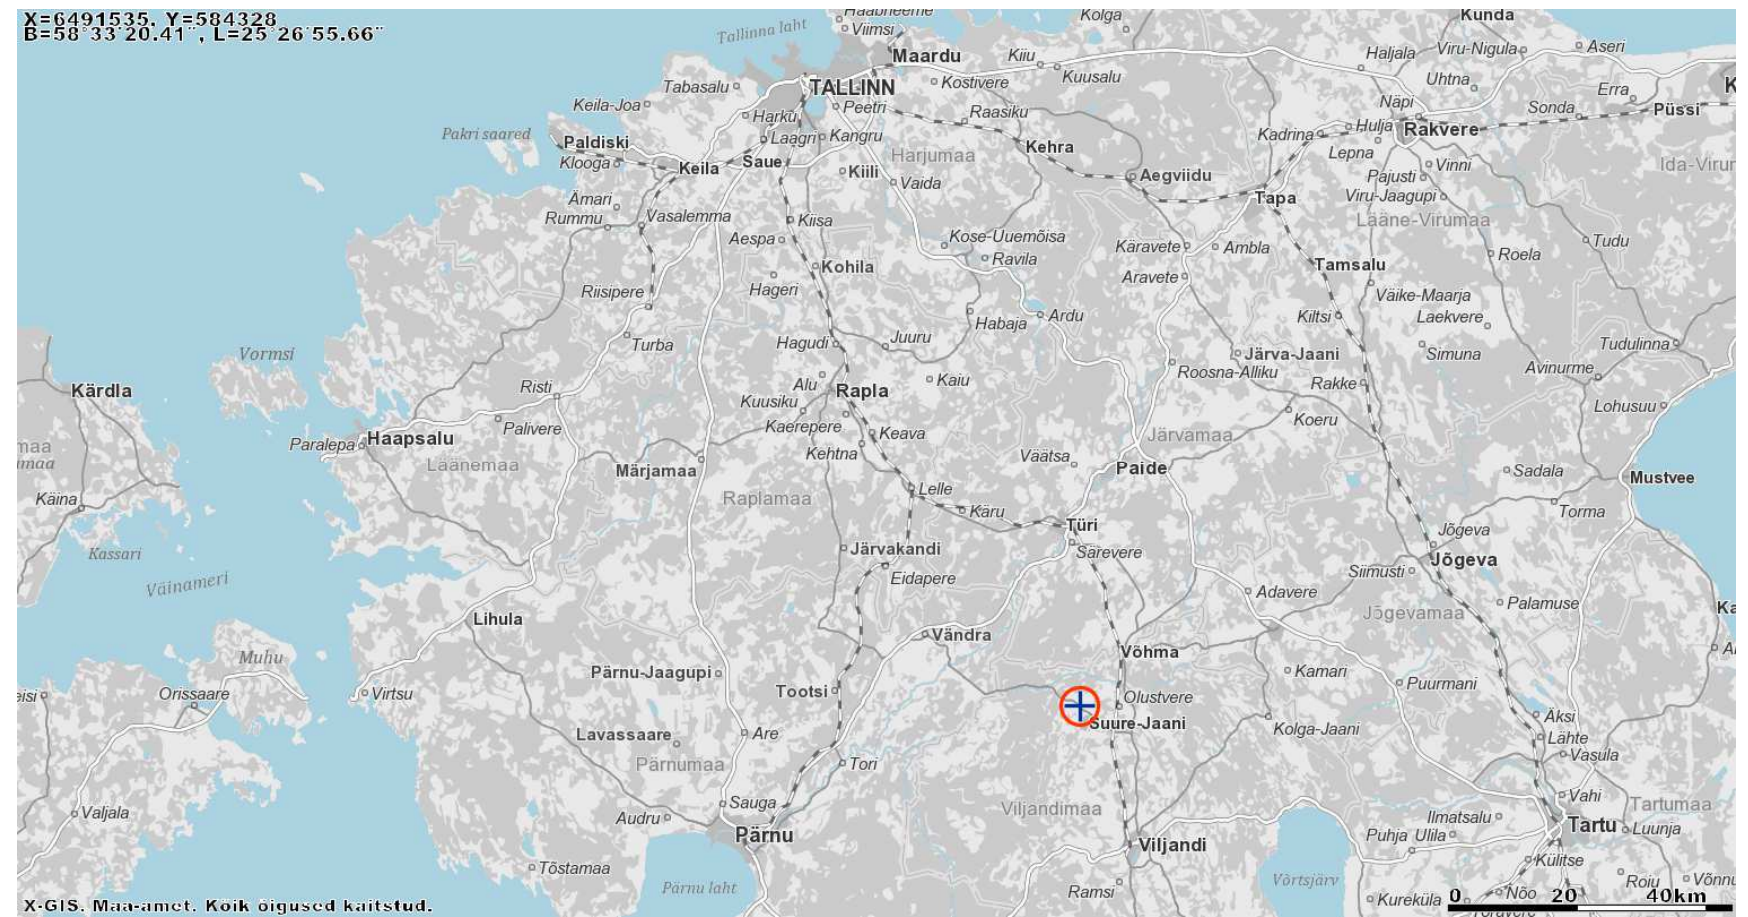 X=6491535, Y=584328
B=58°33'20.41", L=25°26'55.66"
Haabneeme
Kolga
Kunda
Tallinna laht
Viimsi
Maardu
Kiiu
Haljala
Viru-Nigula
Aseri
Kuusalu
Tabasalu
TALLINN
Kostivere
Uhtna
Erra
K
Keila-Joa
Peetri
Näpi
Sonda
Püssi
Harku
Raasiku
Pakri saared
Paldiski
Laagri
Kangru
Kadrina
Hulja
Rakvere
Klooga
Keila
Saue
Harjumaa
Kehra
Lepna
Vinni
Ida-Virun
Kiili
Vaida
Aegviidu
Pajusti
Ämari
Tapa
Viru-Jaagupi
Rummu
Vasalemma
Kiisa
Lääne-Virumaa
Aespa
Kose-Uuemõisa
Käravete
Ambla
Tudu
Ravila
Roela
Kohila
Aravete
Tamsalu
Riisipere
Hageri
Väike-Maarja
Habaja
Ardu
Kiltsi
Laekvere
Turba
Hagudi
Juuru
Vormsi
Järva-Jaani
Simuna
Tudulinna
Roosna-Alliku
Avinurme
Kärdla
Risti
Alu
Rapla
Kaiu
Rakke
Kuusiku
Lohusuu
Palivere
Kaerepere
Keava
Koeru
Paralepa
Haapsalu
Järvamaa
maa
Kehtna
Väätsa
imaa
Läänemaa
Märjamaa
Paide
Sadala
Mustvee
Käina
Raplamaa
Lelle
Käru
Torma
Türi
Jõgeva
Kassari
Järvakandi
Särevere
Jõgeva
Väinameri
Eidapere
Siimusti
Adavere
Palamuse
Ka
Lihula
Jõgevamaa
Vändra
Muhu
Võhma
A
Pärnu-Jaagupi
Kamari
eisi
Orissaare
Virtsu
Tootsi
Olustvere
Puurmani
Suure-Jaani
Äksi
Lavassaare
Are
Kolga-Jaani
Lähte
Pärnumaa
Tori
Vasula
Valjala
Sauga
Viljandimaa
Vahi
Tartumaa
Audru
Ilmatsalu
Pärnu
Viljandi
Puhja
Ulila
Tartu
Luunja
Tõstamaa
Külitse
Pärnu laht
Ramsi
Võrtsjärv
Roiu
Võnnu
Kureküla
Nõo
0 20 40km
X-GIS. Maa-amet. Kõik õigused kaitstud.